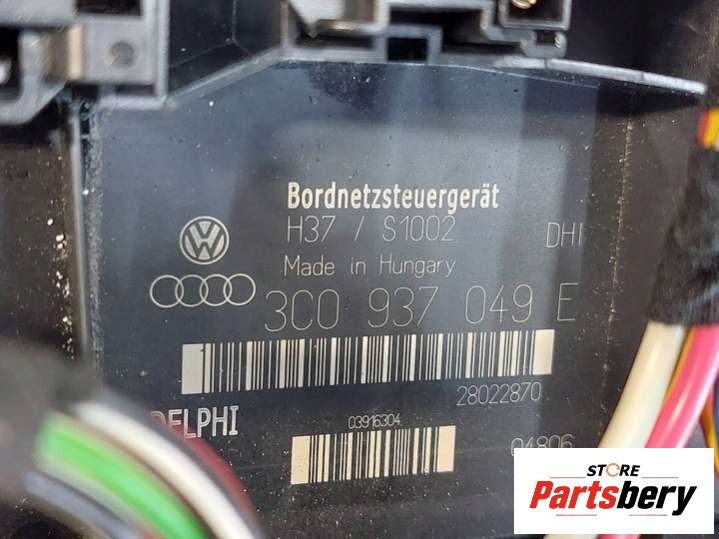 Bordnetzsteuergerät
H37 / S1002 DHI
Made in Hungary
3C0 937 049 E
28022870
DELPHI
03916304
04806
STORE
Partsbery